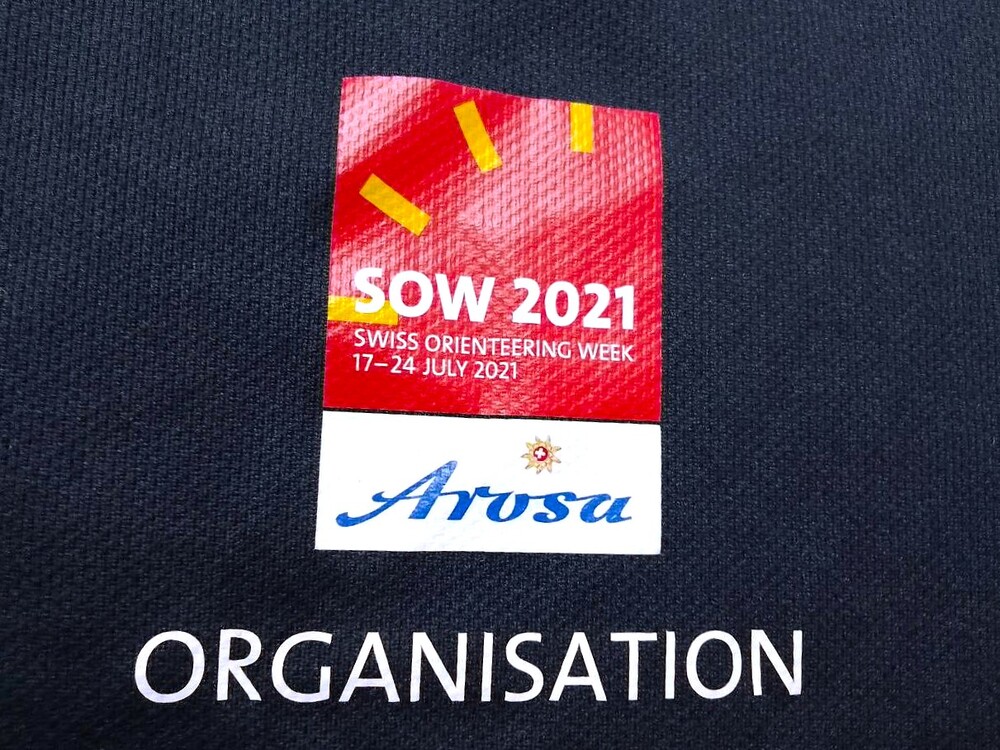 SOW 2021
SWISS ORIENTEERING WEEK
17–24 JULY 2021
Arosa
ORGANISATION